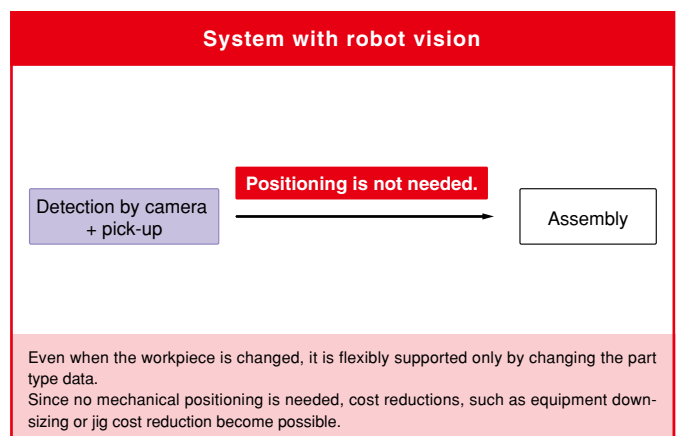 System with robot vision
Positioning is not needed.
Detection by camera
+ pick-up
Assembly
Even when the workpiece is changed, it is flexibly supported only by changing the part
type data.
Since no mechanical positioning is needed, cost reductions, such as equipment down-
sizing or jig cost reduction become possible.